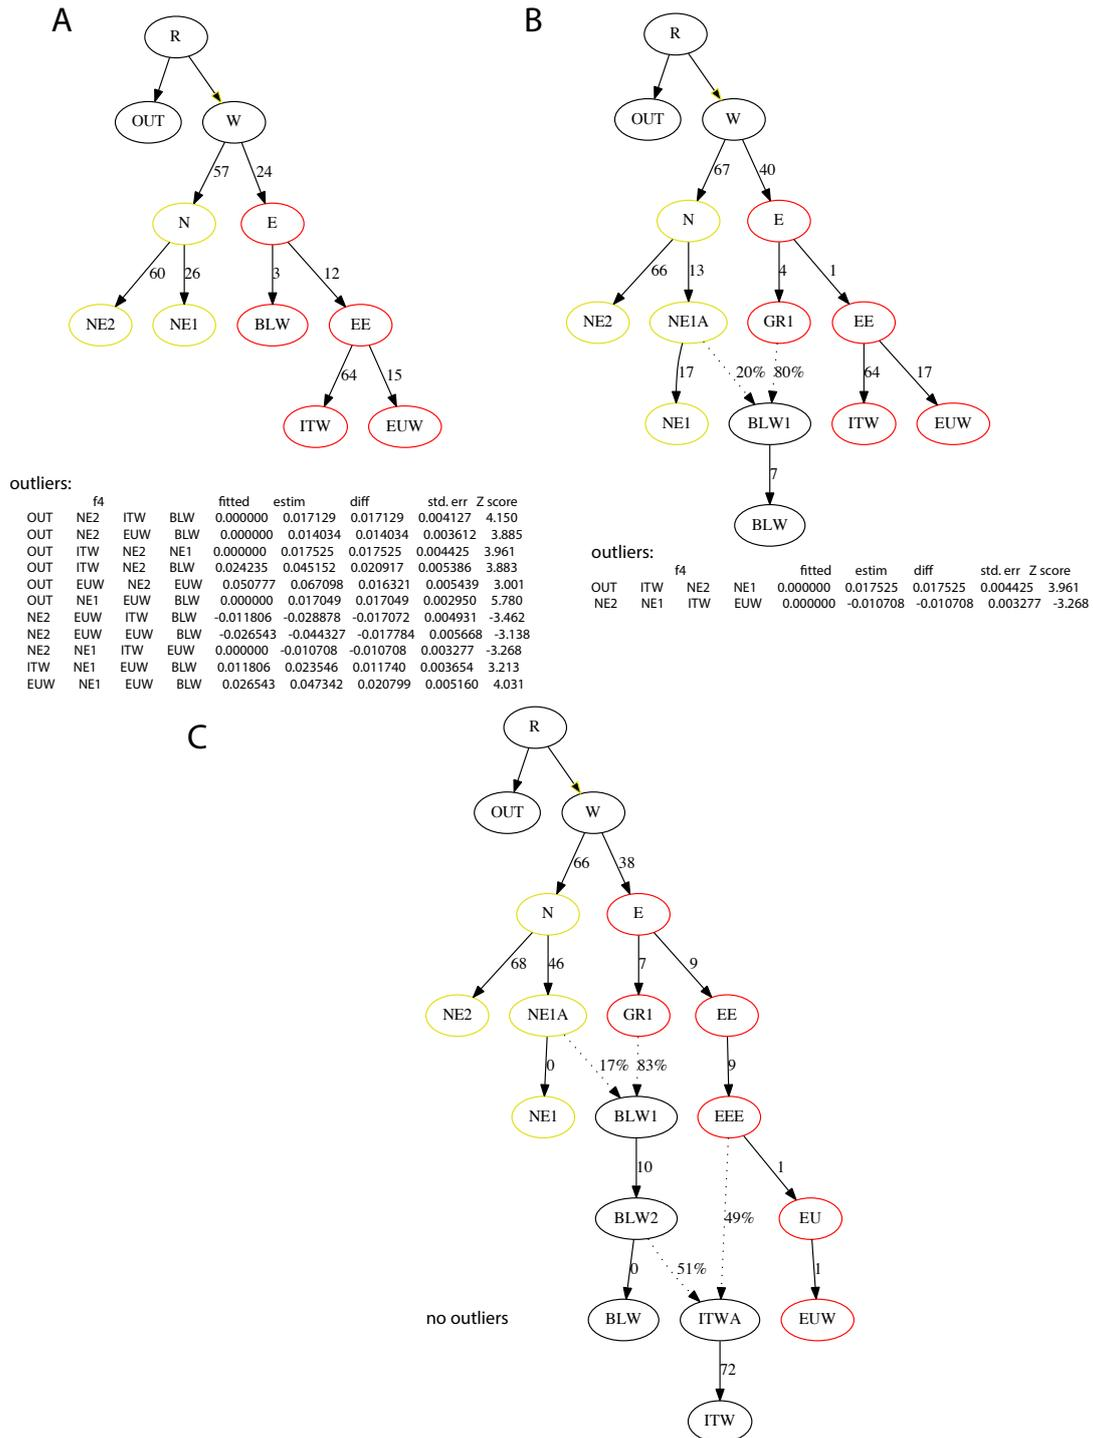 A
R
OUT
W
57 24
N
E
60 26 3 12
NE2 NE1 BLW EE
64 15
ITW EUW
outliers:
f4 fitted estim diff std. err Z score
OUT NE2 ITW BLW 0.000000 0.017129 0.017129 0.004127 4.150
OUT NE2 EUW BLW 0.000000 0.014034 0.014034 0.003612 3.885
OUT ITW NE2 NE1 0.000000 0.017525 0.017525 0.004425 3.961
OUT ITW NE2 BLW 0.024235 0.045152 0.020917 0.005386 3.883
OUT EUW NE2 EUW 0.050777 0.067098 0.016321 0.005439 3.001
OUT NE1 EUW BLW 0.000000 0.017049 0.017049 0.002950 5.780
NE2 EUW ITW BLW -0.011806 -0.028878 -0.017072 0.004931 -3.462
NE2 EUW EUW BLW -0.026543 -0.044327 -0.017784 0.005668 -3.138
NE2 NE1 ITW EUW 0.000000 -0.010708 -0.010708 0.003277 -3.268
ITW NE1 EUW BLW 0.011806 0.023546 0.011740 0.003654 3.213
EUW NE1 EUW BLW 0.026543 0.047342 0.020799 0.005160 4.031
B
R
OUT W
67 40
N E
66 13 4 1
NE2 NE1A GR1 EE
17 20% 80% 64 17
NE1 BLW1 ITW EUW
7
BLW
outliers:
f4 fitted estim diff std. err Z score
OUT ITW NE2 NE1 0.000000 0.017525 0.017525 0.004425 3.961
NE2 NE1 ITW EUW 0.000000 -0.010708 -0.010708 0.003277 -3.268
C
R
OUT W
66 38
N E
68 46 7 9
NE2 NE1A GR1 EE
0 17% 83% 9
NE1 BLW1 EEE
10 1
BLW2 49% EU
0 51% 1
no outliers BLW ITWA EUW
72
ITW